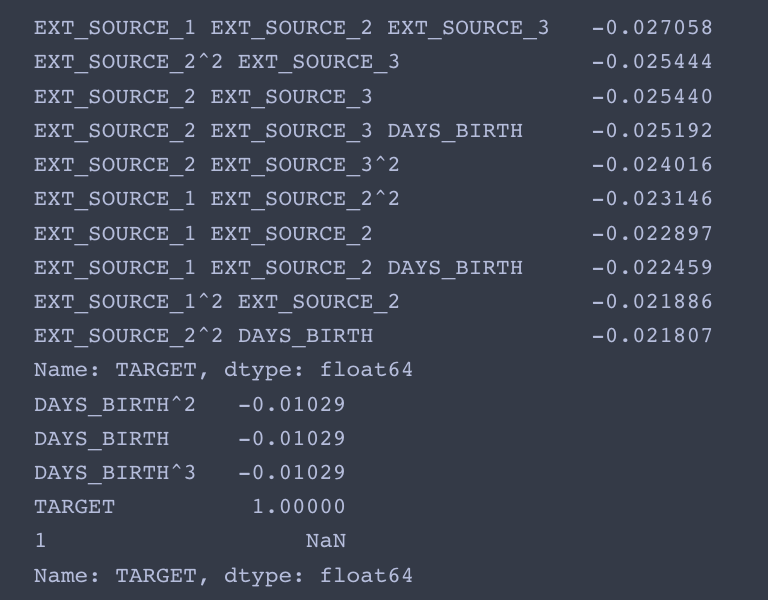 EXT_SOURCE_1 EXT_SOURCE_2 EXT_SOURCE_3   -0.027058
EXT_SOURCE_2^2 EXT_SOURCE_3              -0.025444
EXT_SOURCE_2 EXT_SOURCE_3                -0.025440
EXT_SOURCE_2 EXT_SOURCE_3 DAYS_BIRTH     -0.025192
EXT_SOURCE_2 EXT_SOURCE_3^2              -0.024016
EXT_SOURCE_1 EXT_SOURCE_2^2              -0.023146
EXT_SOURCE_1 EXT_SOURCE_2                -0.022897
EXT_SOURCE_1 EXT_SOURCE_2 DAYS_BIRTH     -0.022459
EXT_SOURCE_1^2 EXT_SOURCE_2              -0.021886
EXT_SOURCE_2^2 DAYS_BIRTH                -0.021807
Name: TARGET, dtype: float64
DAYS_BIRTH^2   -0.01029
DAYS_BIRTH     -0.01029
DAYS_BIRTH^3   -0.01029
TARGET          1.00000
1                   NaN
Name: TARGET, dtype: float64